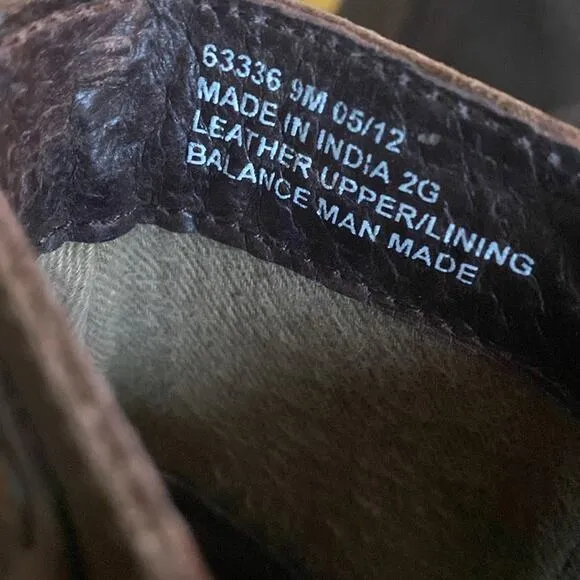 63336 9M 05/12
MADE IN INDIA 2G
LEATHER UPPER/LINING
BALANCE MAN MADE